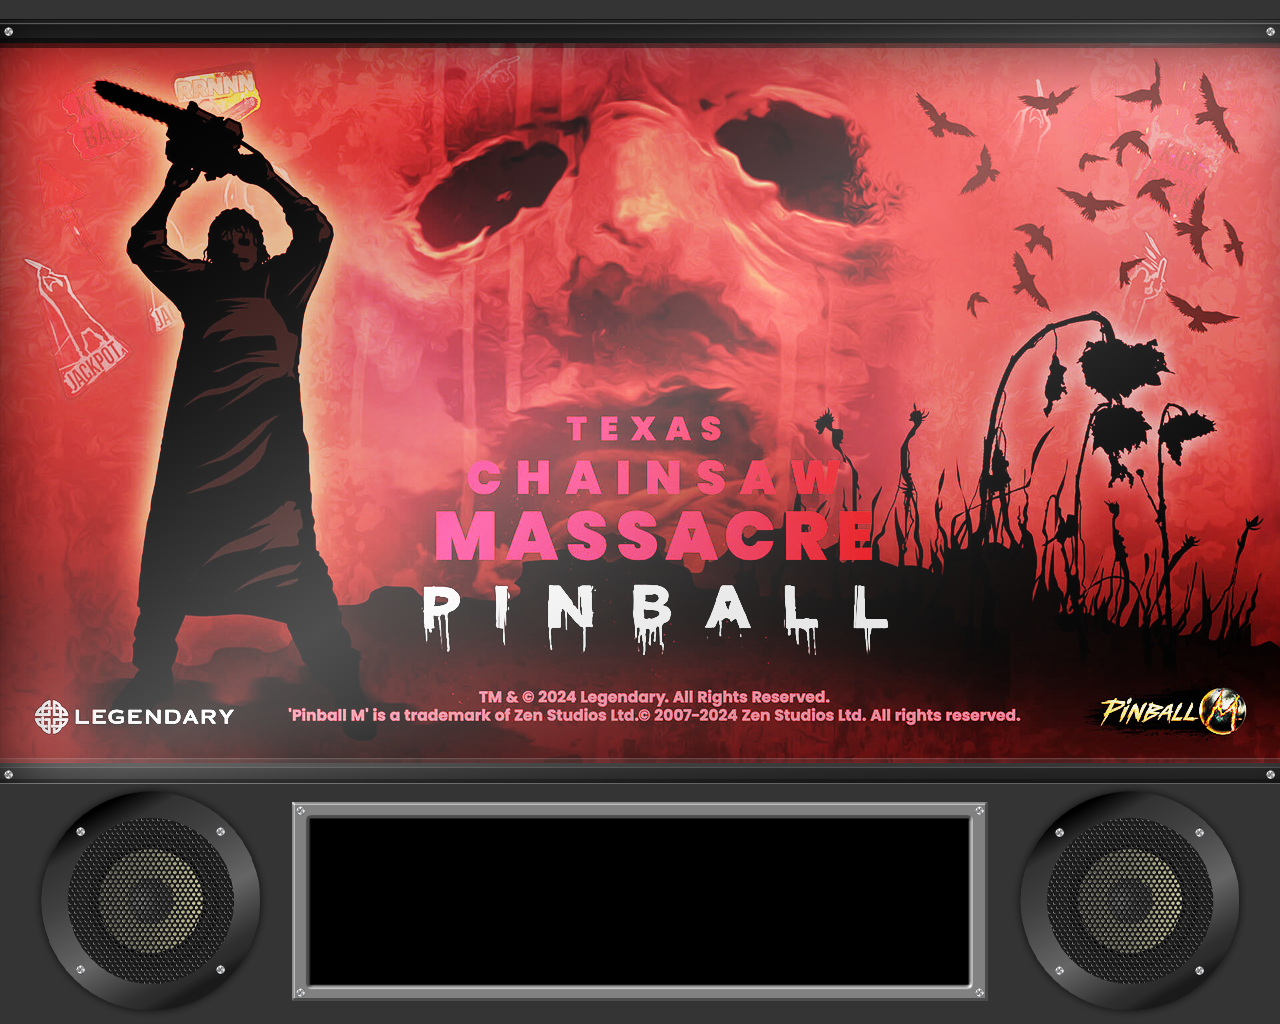 RRNNN
JACKPOT
JA
TEXAS
CHAINSAW
MASSACRE
PINBALL
TM & © 2024 Legendary. All Rights Reserved.
LEGENDARY
'Pinball M' is a trademark of Zen Studios Ltd.© 2007-2024 Zen Studios Ltd. All rights reserved.
PINBALL M